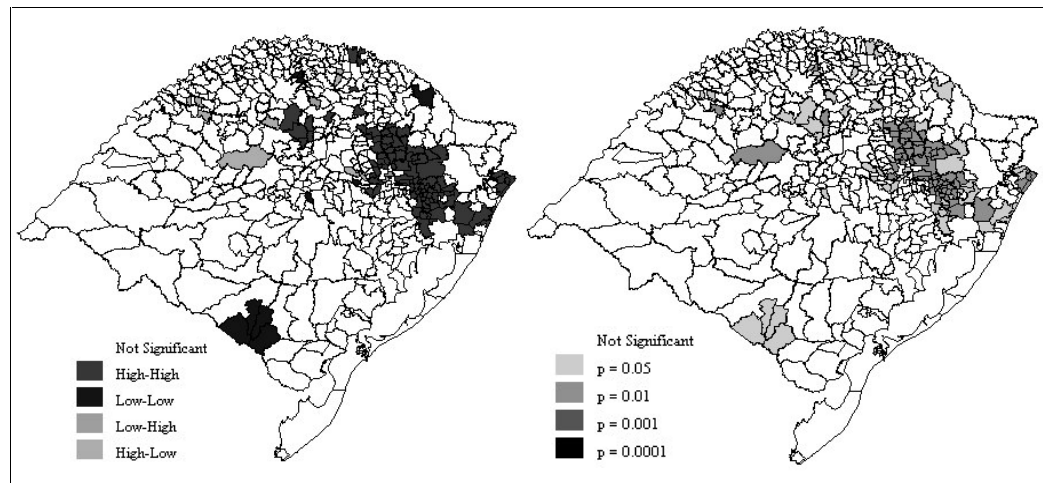 Not Significant
High-High
Low-Low
Low-High
High-Low
Not Significant
p = 0.05
p = 0.01
p = 0.001
p = 0.0001